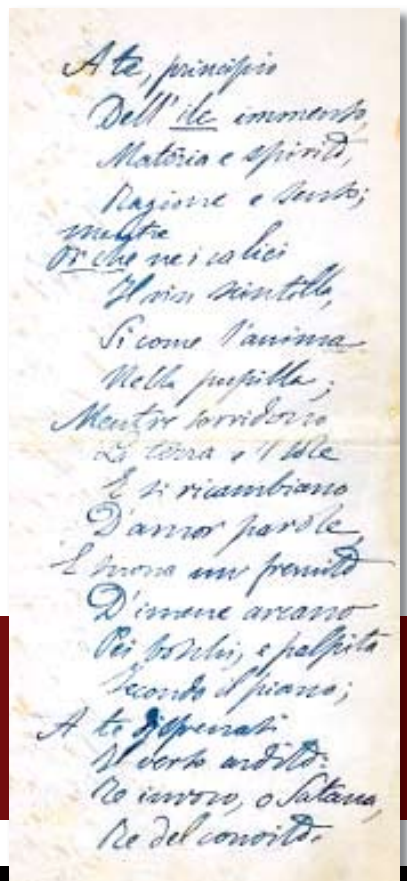 A te, principio
Dell' ile immenso,
Materia e spirito,
Ragione e senso;
mentre
Or che ne i calici
Il vin scintilla,
Sì come l'anima
Nella pupilla;
Mentre sorridono
La terra e 'l sole
E si ricambiano
D'amor parole,
E suona un fremito
D'imene arcano
Pei boschi, e palpita
Fecondo il piano;
A te disfrenasi
Il verso ardito:
Te invoco, o Satana,
Re del convito.